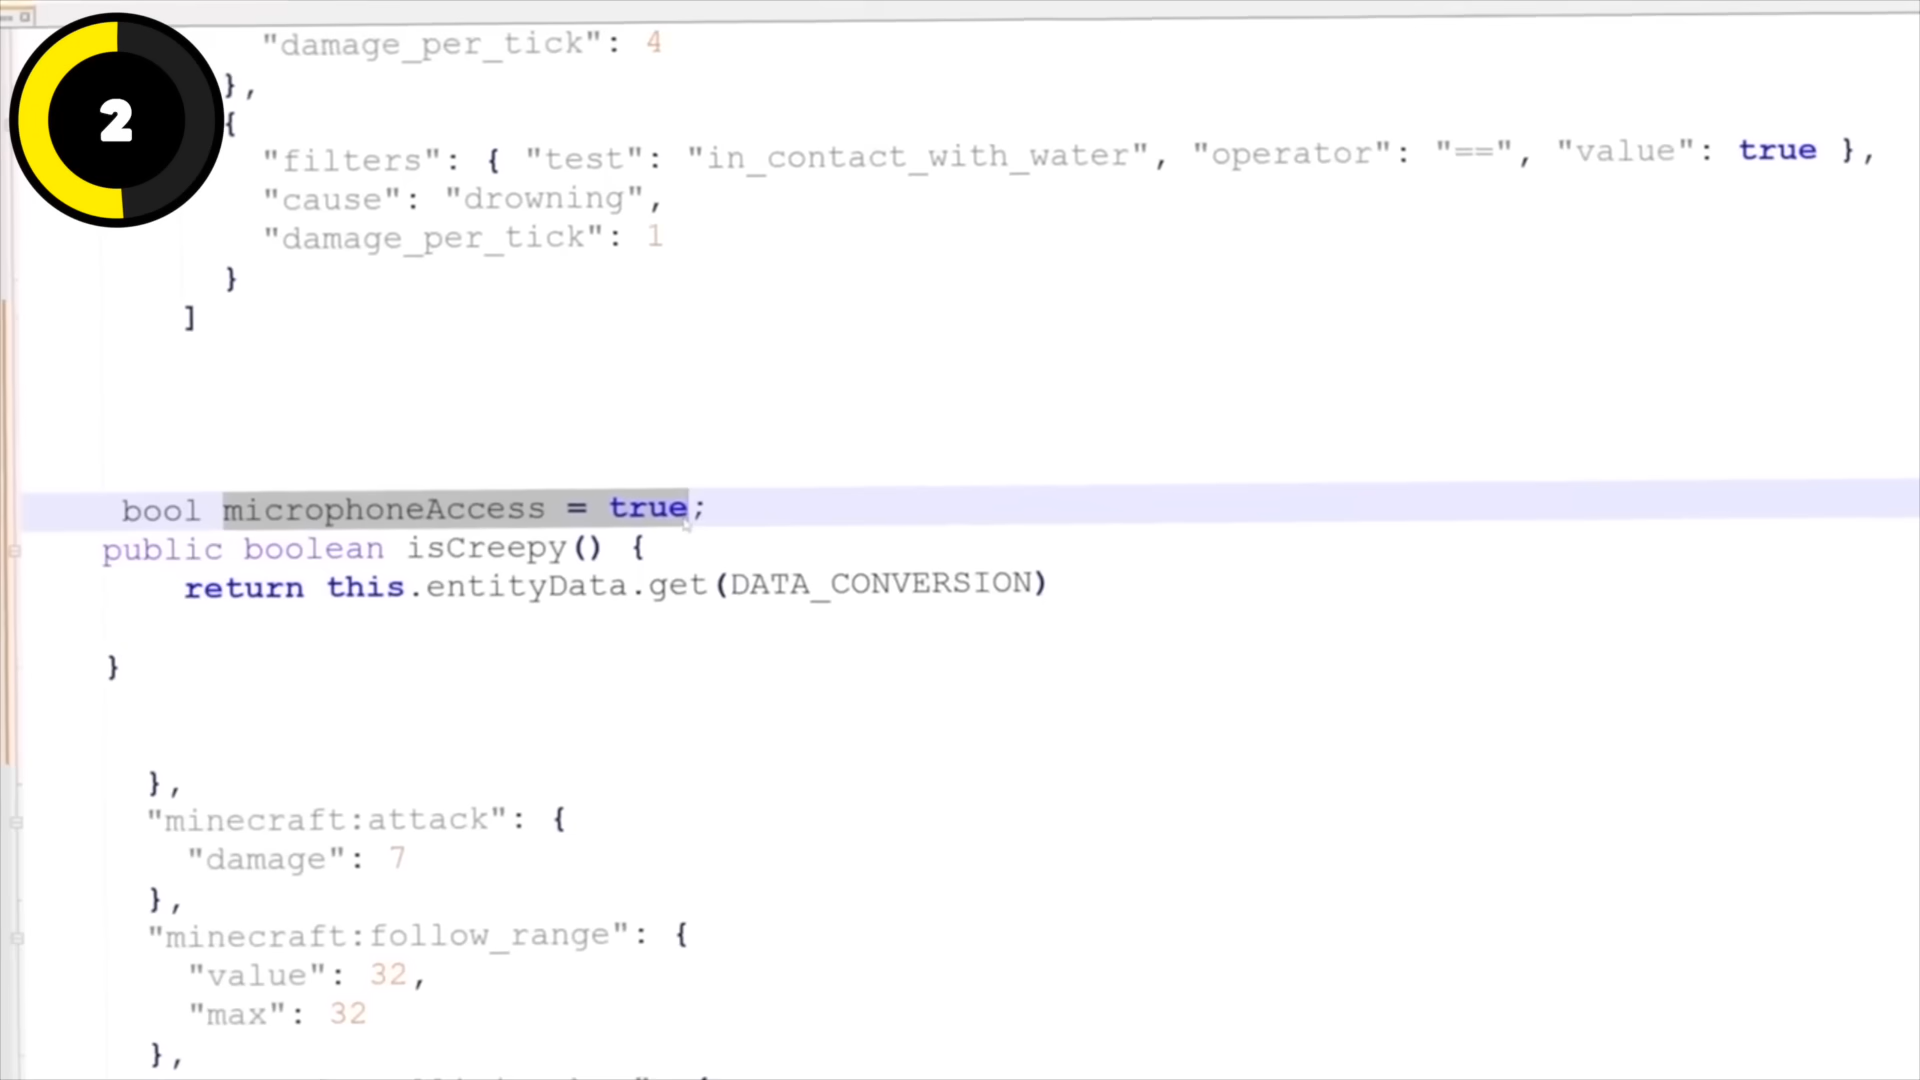 "damage_per_tick": 4
},
2
{
"filters": { "test": "in_contact_with_water", "operator": "==", "value": true },
"cause": "drowning",
"damage_per_tick": 1
}
]
bool microphoneAccess = true;
public boolean isCreepy() {
return this.entityData.get(DATA_CONVERSION)
}
},
"minecraft:attack": {
"damage": 7
},
"minecraft:follow_range": {
"value": 32,
"max": 32
},